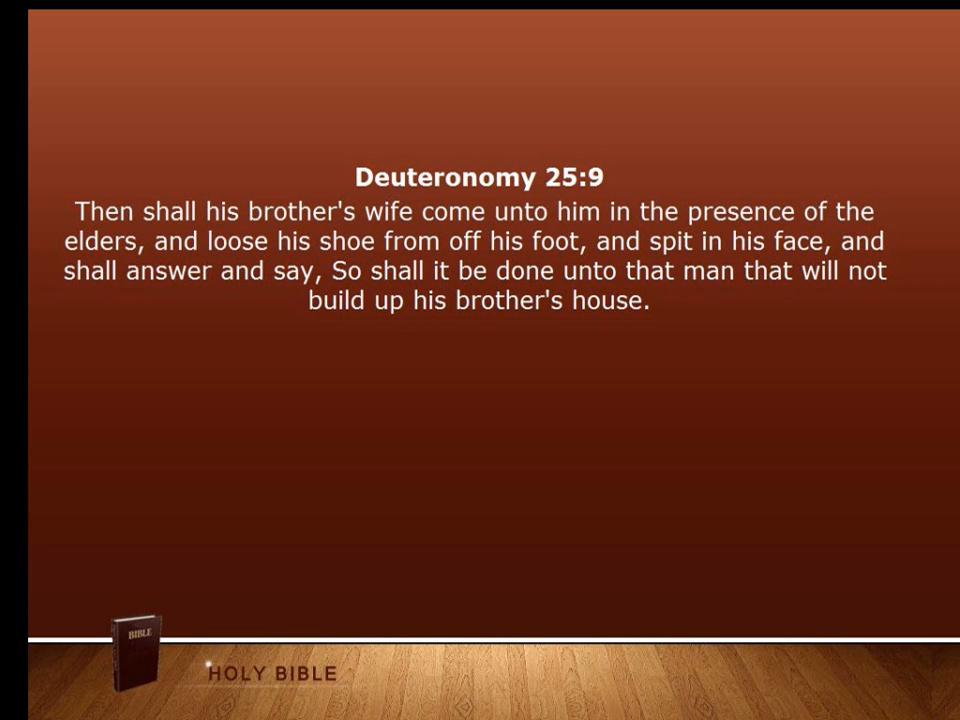 Deuteronomy 25:9
Then shall his brother's wife come unto him in the presence of the
elders, and loose his shoe from off his foot, and spit in his face, and
shall answer and say, So shall it be done unto that man that will not
build up his brother's house.
BIBLE
HOLY BIBLE